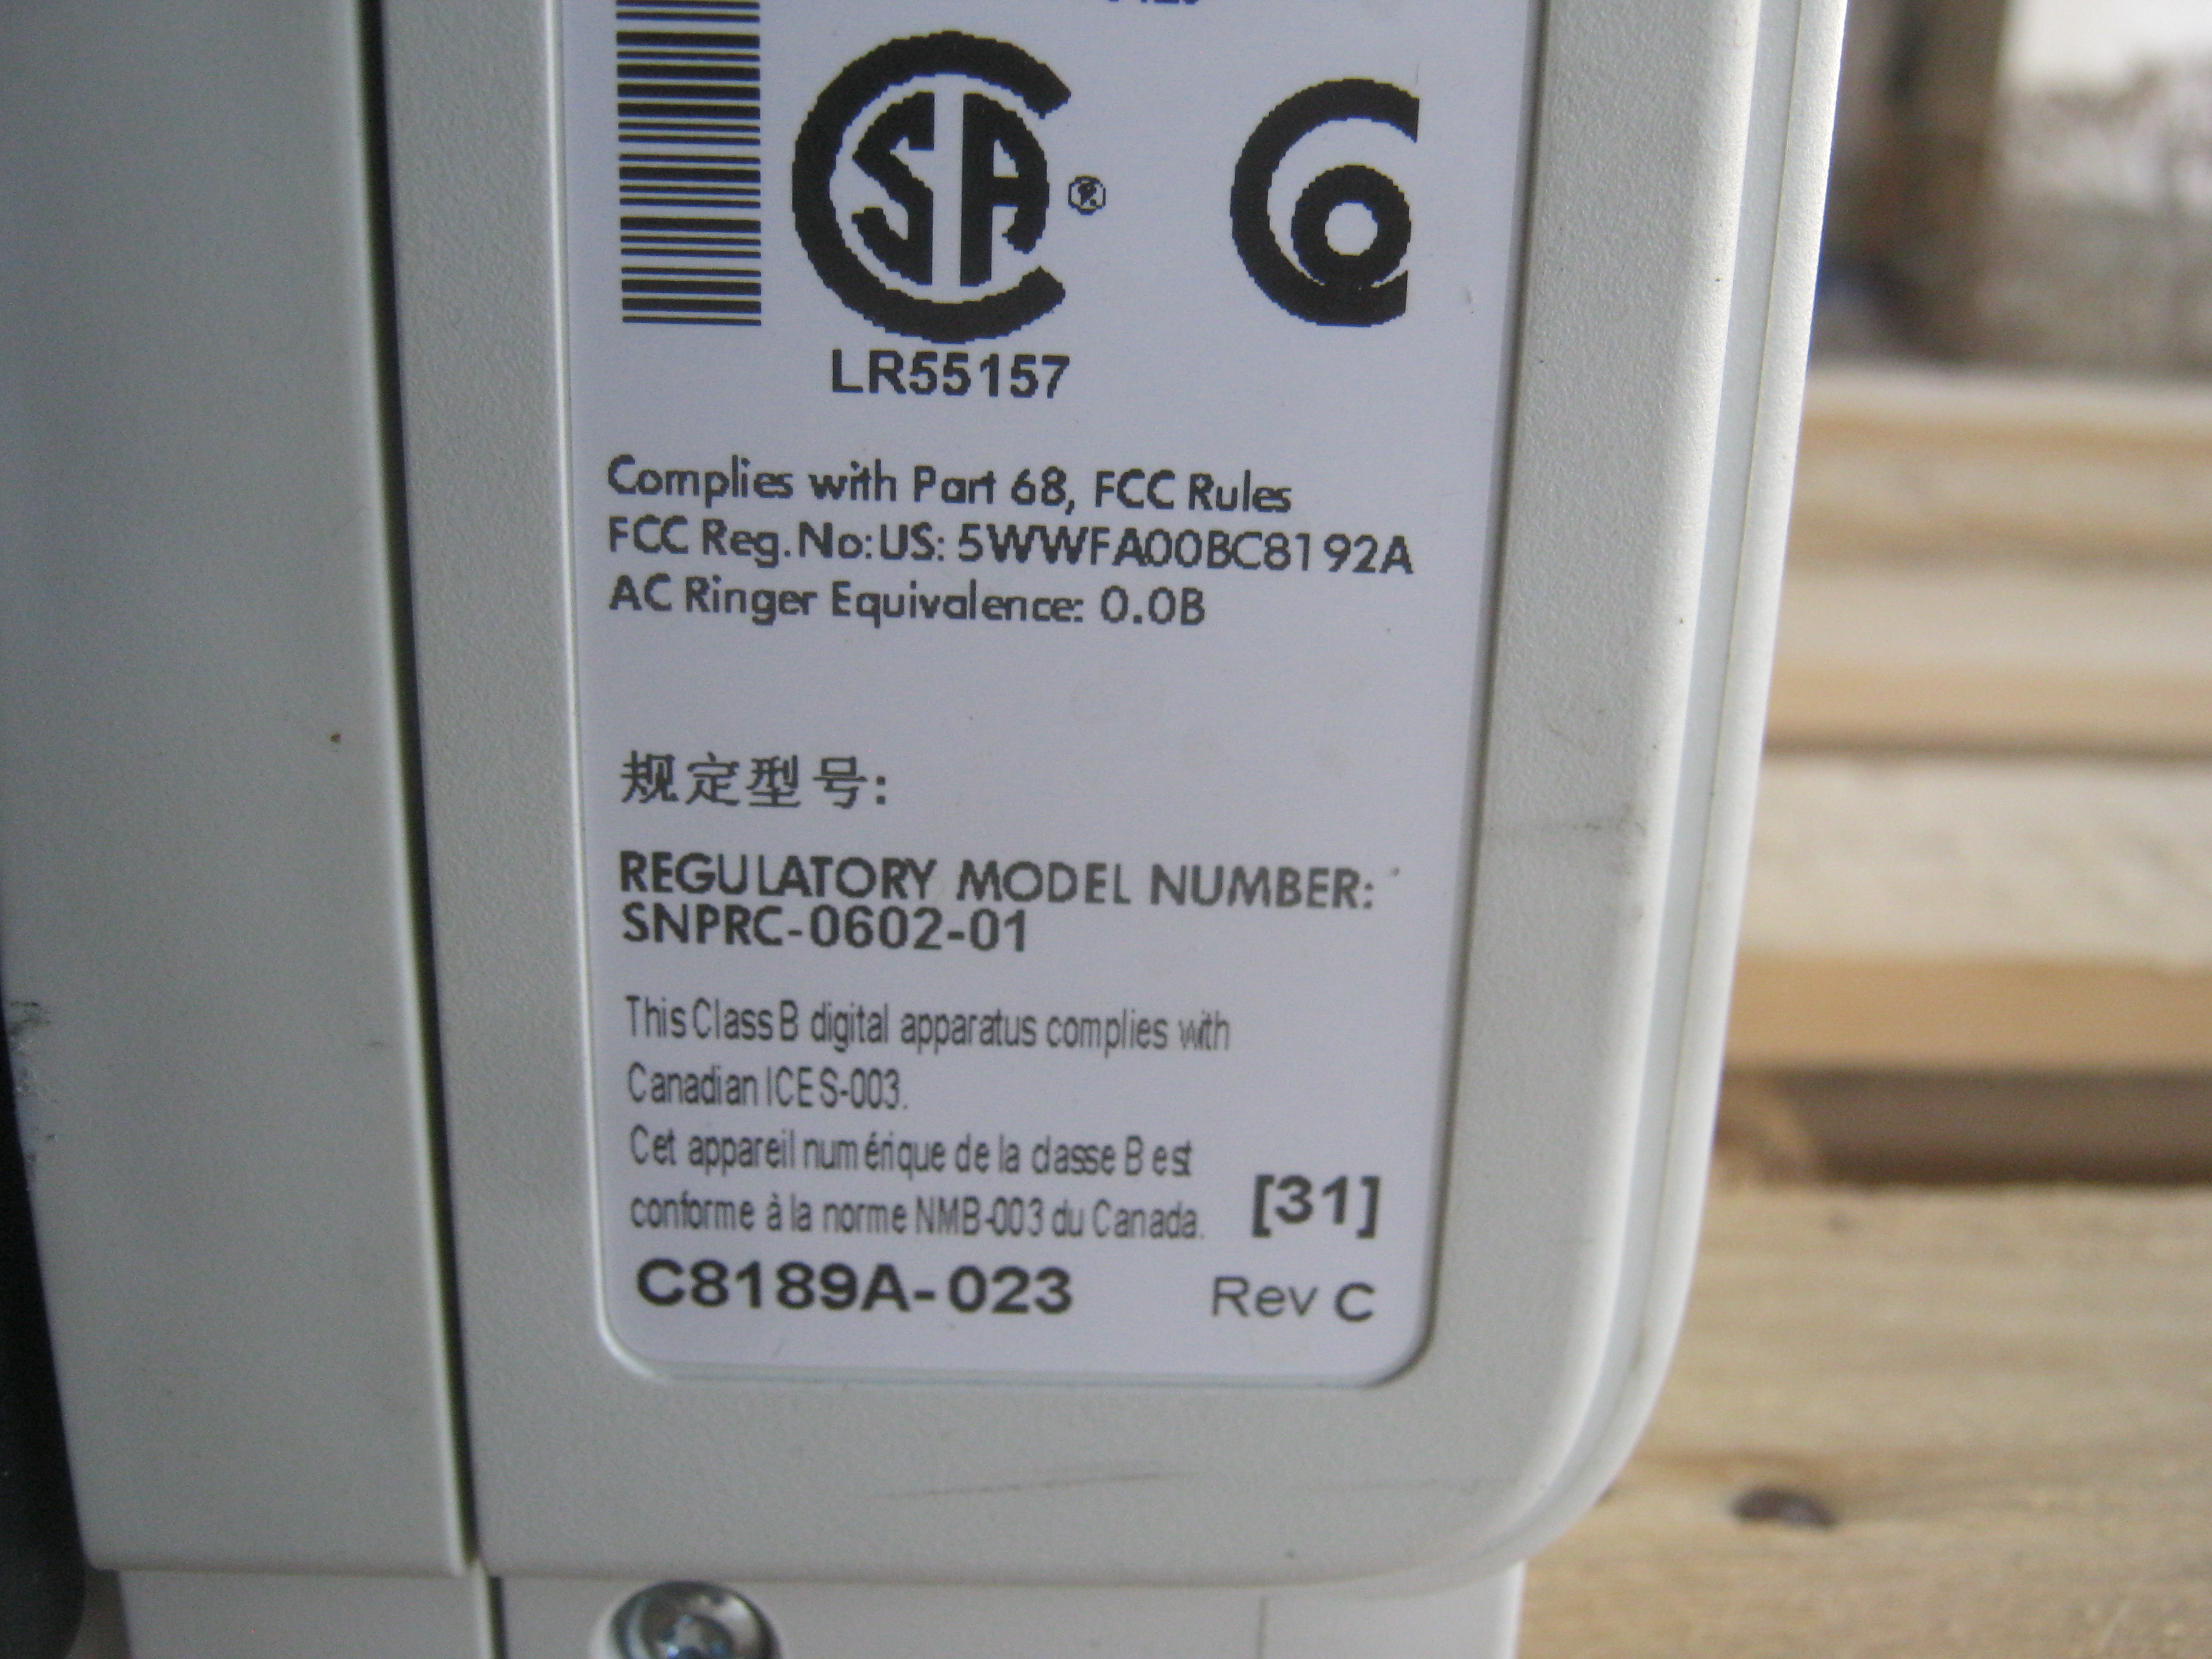 CSA ®
LR55157
Complies with Part 68, FCC Rules
FCC Reg.No:US: 5WWFA00BC8192A
AC Ringer Equivalence: 0.0B
规定型号:
REGULATORY MODEL NUMBER:
SNPRC-0602-01
This Class B digital apparatus complies with
Canadian ICES-003.
Cet appareil numérique de la classe B est
conforme à la norme NMB-003 du Canada.
[31]
C8189A-023 Rev C